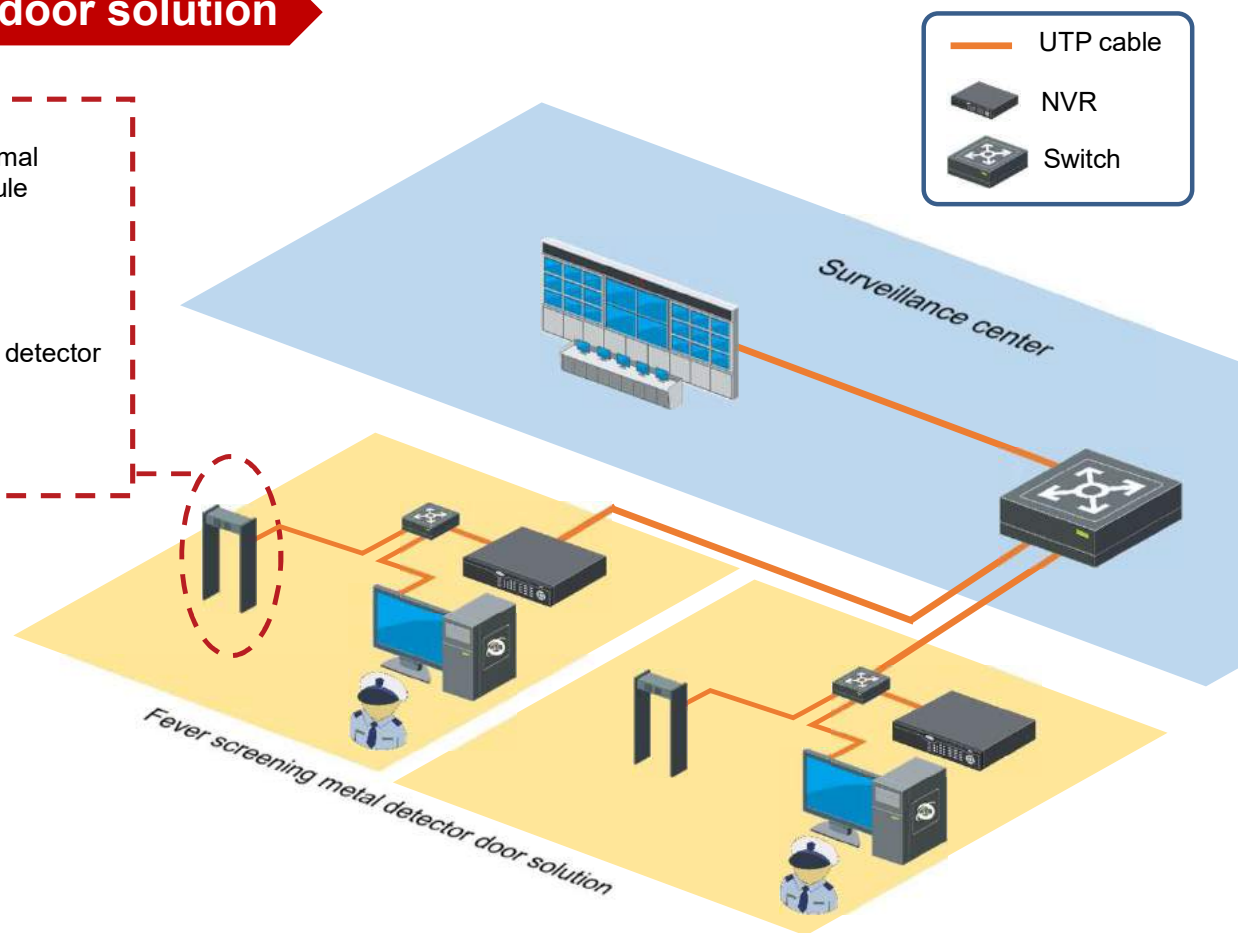 door solution
UTP cable
NVR
Switch
mal
ule
detector
Surveillance center
Fever screening metal detector door solution